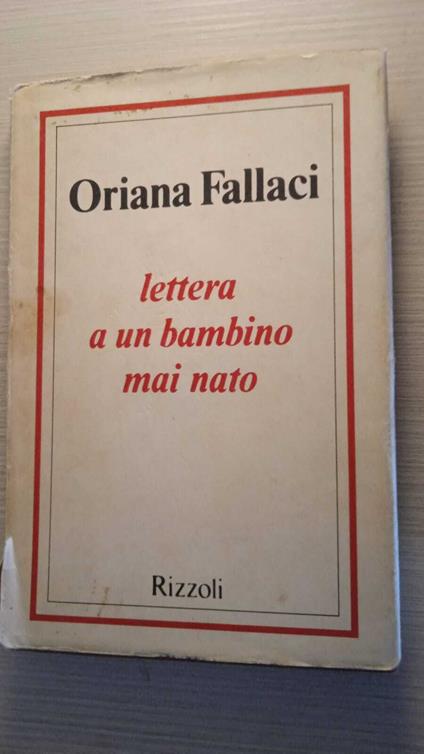 Oriana Fallaci
lettera
a un bambino
mai nato
Rizzoli